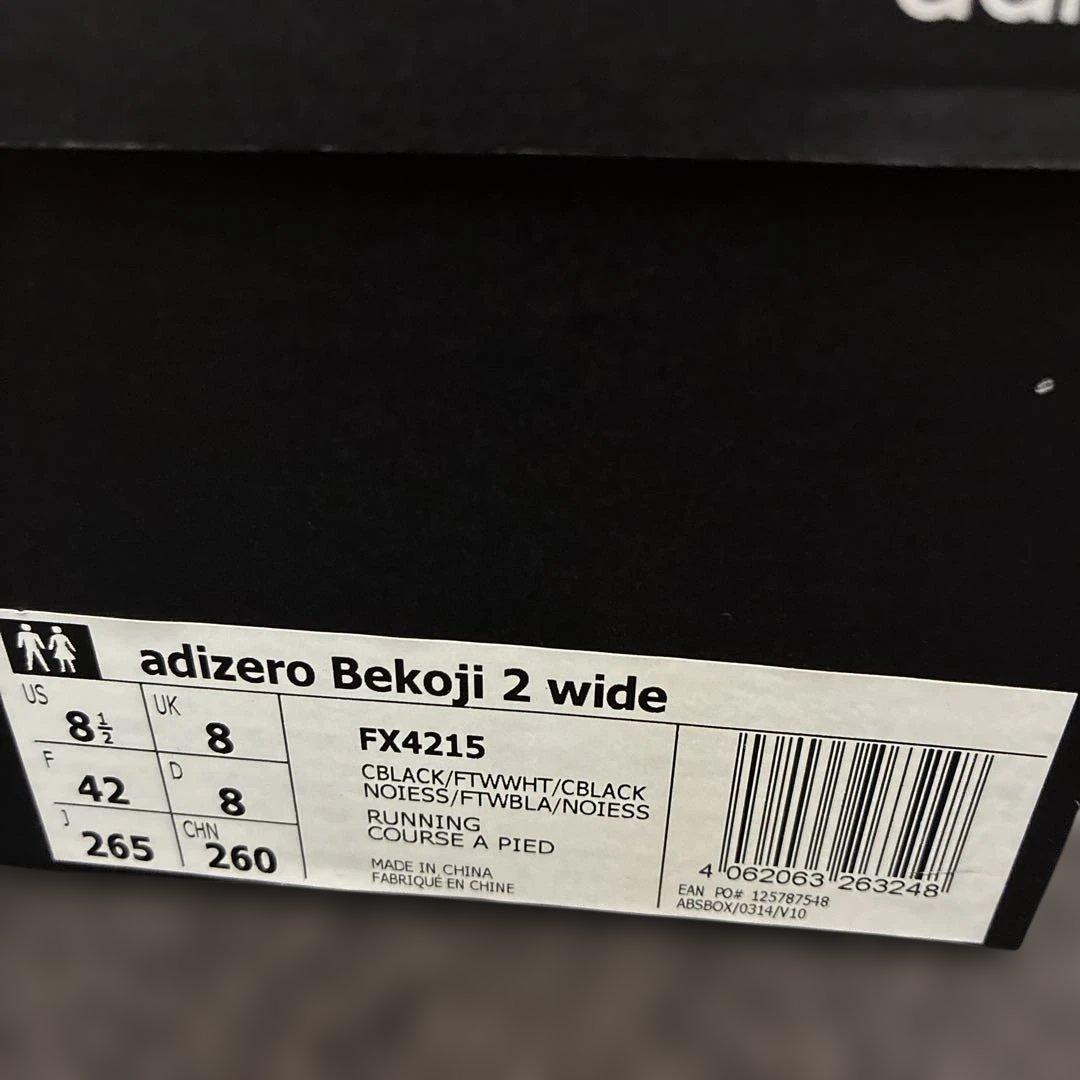 adizero Bekoji 2 wide
US 8½ UK 8
F 42 D 8
J 265 CHN 260
FX4215
CBLACK/FTWWHT/CBLACK
NOIESS/FTWBLA/NOIESS
RUNNING
COURSE A PIED
MADE IN CHINA
FABRIQUÉ EN CHINE
4 062063 263248
EAN PO# 125787548
ABSBOX/0314/V10